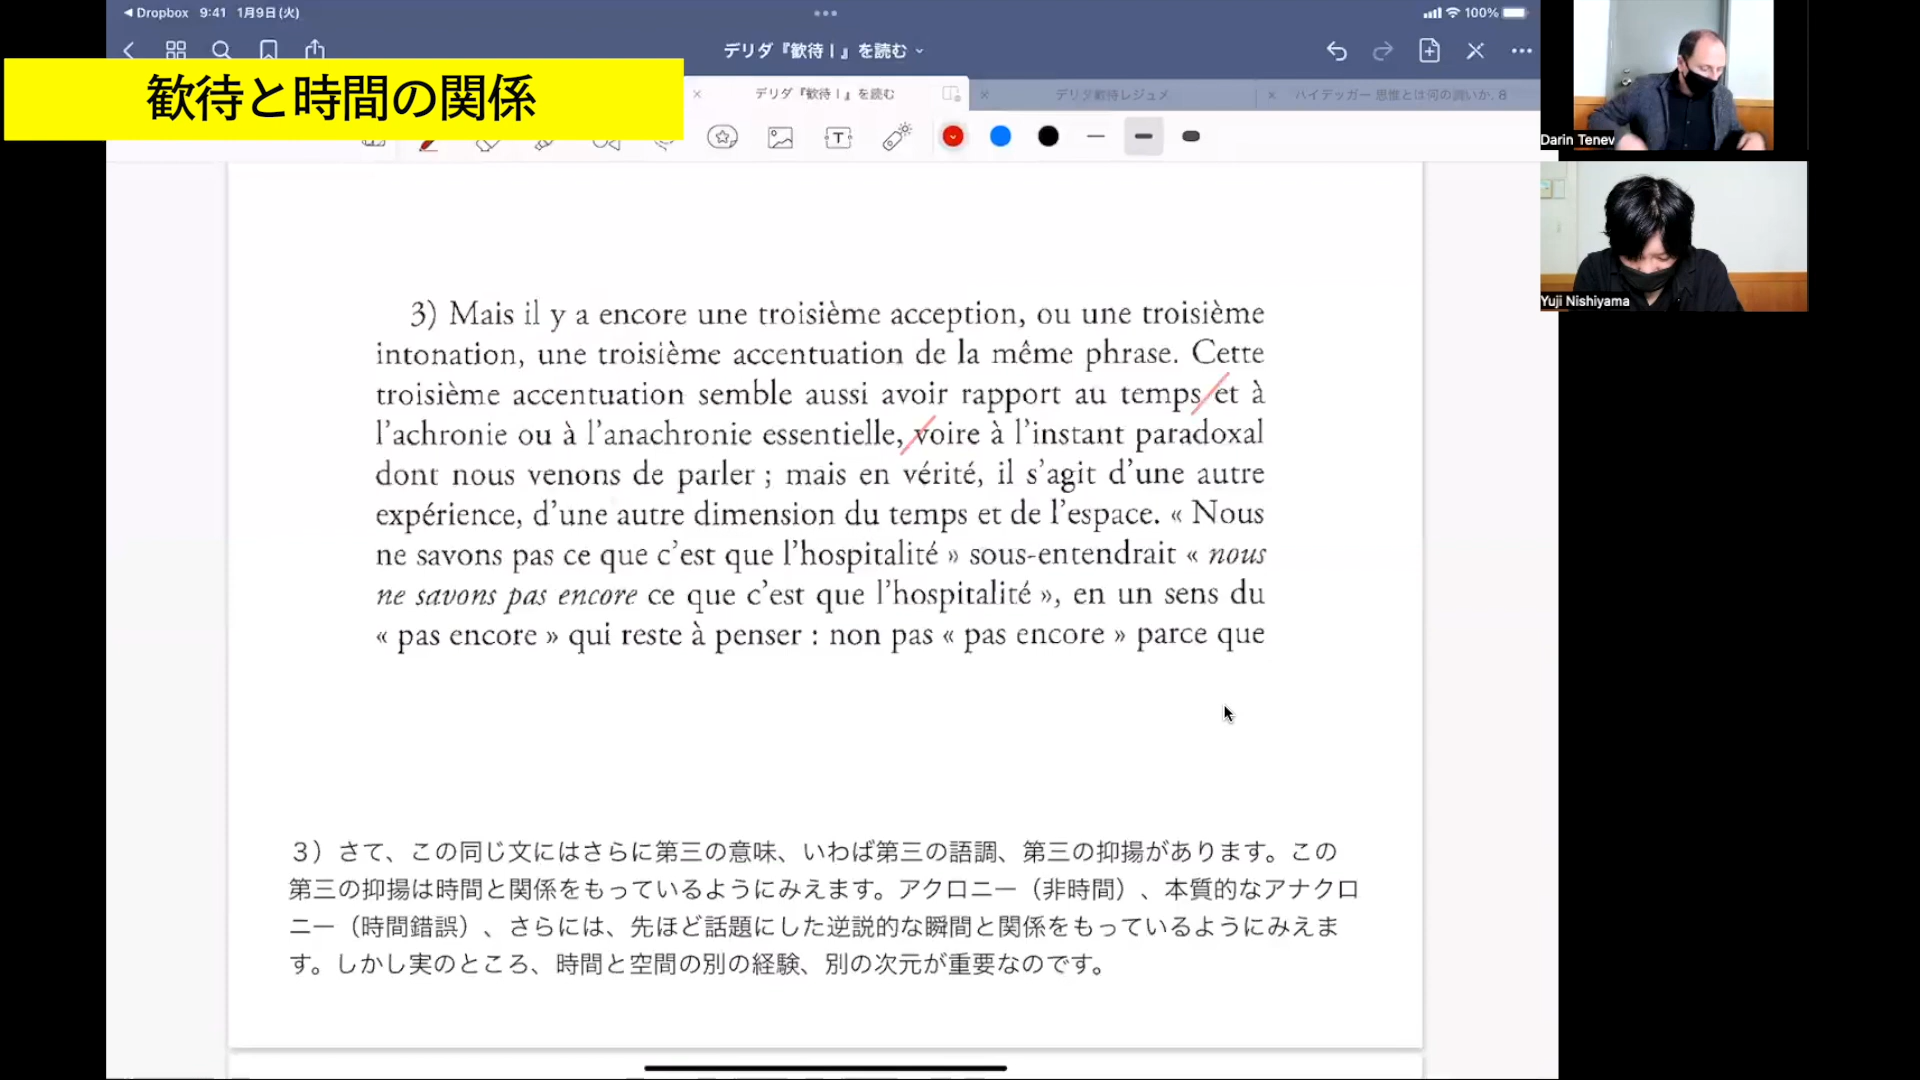 Dropbox 9:41 1月9日(火)
100%
デリダ『歓待Ⅰ』を読む
歓待と時間の関係
デリダ『歓待Ⅰ』を読む
デリダ歓待レジュメ
Darin Tenev
Yuji Nishiyama
3) Mais il y a encore une troisième acception, ou une troisième
intonation, une troisième accentuation de la même phrase. Cette
troisième accentuation semble aussi avoir rapport au temps et à
l’achronie ou à l’anachronie essentielle, voire à l’instant paradoxal
dont nous venons de parler ; mais en vérité, il s’agit d’une autre
expérience, d’une autre dimension du temps et de l’espace. « Nous
ne savons pas ce que c’est que l’hospitalité » sous-entendrait « nous
ne savons pas encore ce que c’est que l’hospitalité », en un sens du
« pas encore » qui reste à penser : non pas « pas encore » parce que
３）さて、この同じ文にはさらに第三の意味、いわば第三の語調、第三の抑揚があります。この
第三の抑揚は時間と関係をもっているようにみえます。アクロニー（非時間）、本質的なアナクロ
ニー（時間錯誤）、さらには、先ほど話題にした逆説的な瞬間と関係をもっているようにみえま
す。しかし実のところ、時間と空間の別の経験、別の次元が重要なのです。